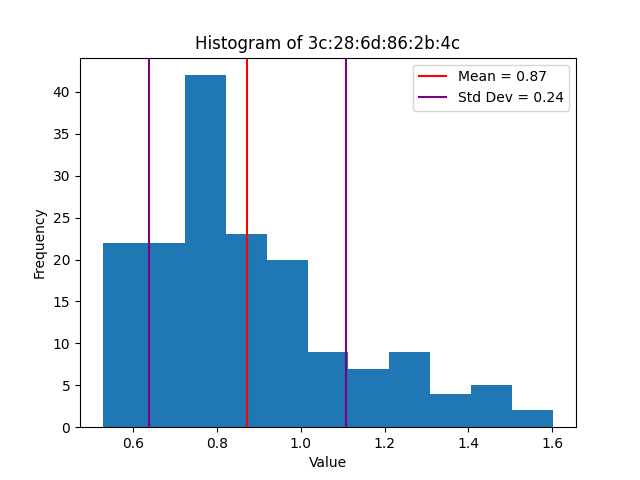 Histogram of 3c:28:6d:86:2b:4c
Mean = 0.87
Std Dev = 0.24
Frequency
40
35
30
25
20
15
10
5
0
0.6 0.8 1.0 1.2 1.4 1.6
Value